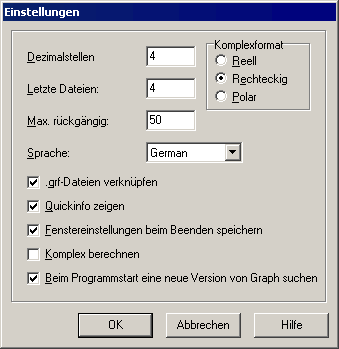 Einstellungen
Dezimalstellen
4
Letzte Dateien:
4
Max. rückgängig:
50
Komplexformat
Reell
Rechteckig
Polar
Sprache:
German
.grf-Dateien verknüpfen
Quickinfo zeigen
Fenstereinstellungen beim Beenden speichern
Komplex berechnen
Beim Programmstart eine neue Version von Graph suchen
OK
Abbrechen
Hilfe